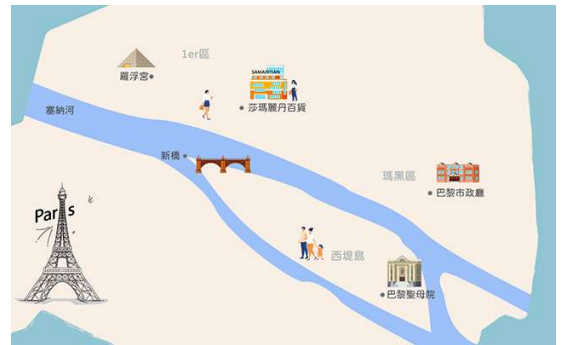 1er區
羅浮宮
SAMARITIAN
莎瑪麗丹百貨
塞納河
新橋
瑪黑區
巴黎市政廳
Paris
西堤島
巴黎聖母院